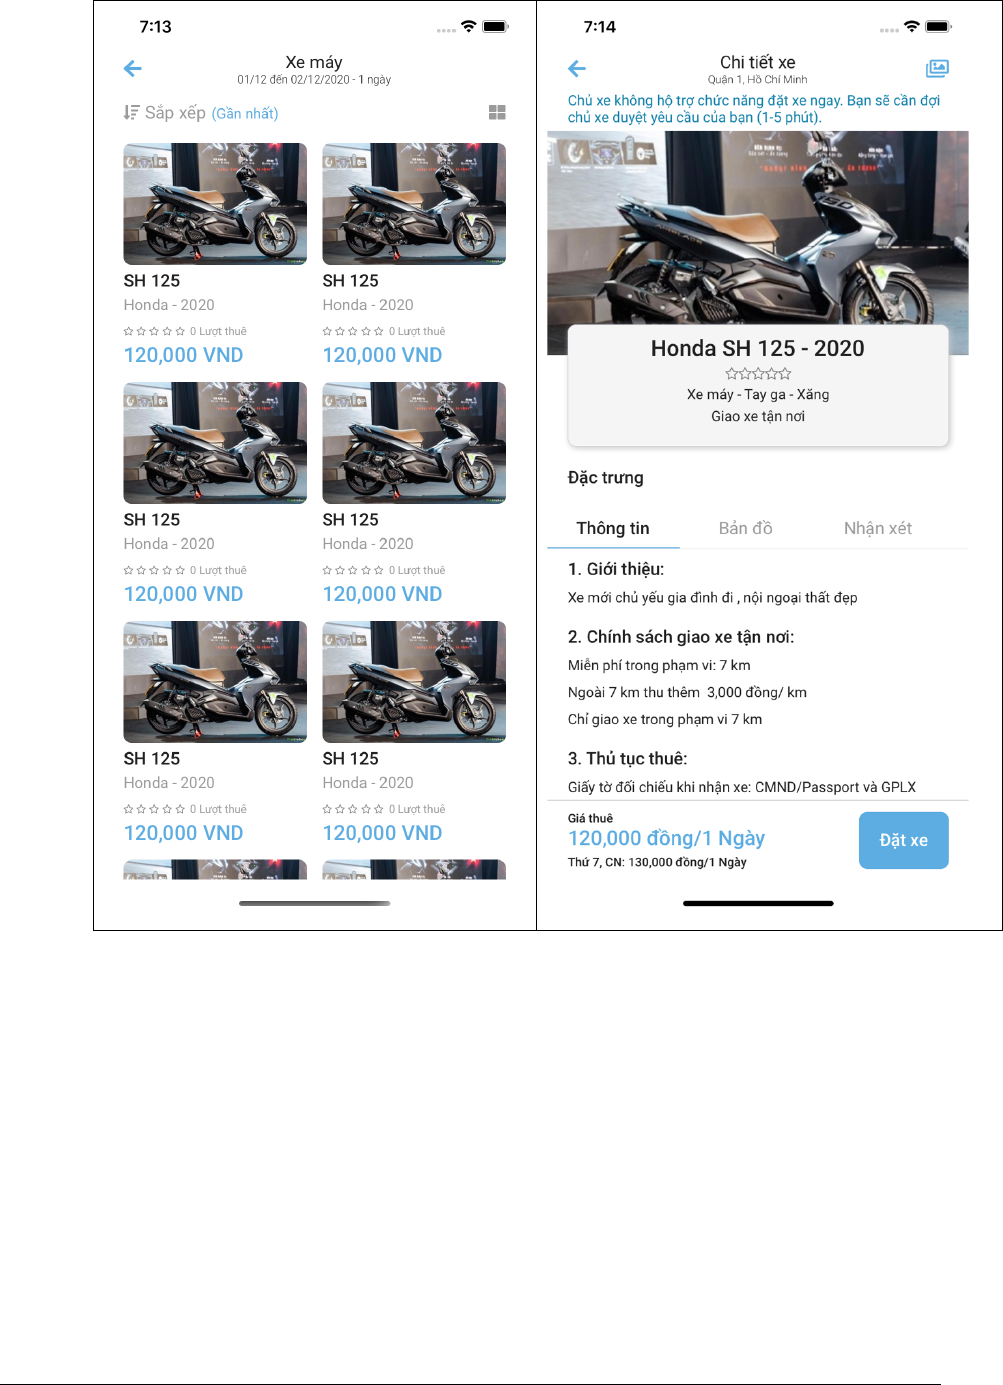 7:13
Xe máy
01/12 đến 02/12/2020 - 1 ngày
Sắp xếp (Gần nhất)
SH 125
Honda - 2020
0 Lượt thuê
120,000 VND
SH 125
Honda - 2020
0 Lượt thuê
120,000 VND
SH 125
Honda - 2020
0 Lượt thuê
120,000 VND
SH 125
Honda - 2020
0 Lượt thuê
120,000 VND
SH 125
Honda - 2020
0 Lượt thuê
120,000 VND
SH 125
Honda - 2020
0 Lượt thuê
120,000 VND
7:14
Chi tiết xe
Quận 1, Hồ Chí Minh
Chủ xe không hộ trợ chức năng đặt xe ngay. Bạn sẽ cần đợi
chủ xe duyệt yêu cầu của bạn (1-5 phút).
Honda SH 125 - 2020
Xe máy - Tay ga - Xăng
Giao xe tận nơi
Đặc trưng
Thông tin Bản đồ Nhận xét
1. Giới thiệu:
Xe mới chủ yếu gia đình đi , nội ngoại thất đẹp
2. Chính sách giao xe tận nơi:
Miễn phí trong phạm vi: 7 km
Ngoài 7 km thu thêm 3,000 đồng/ km
Chỉ giao xe trong phạm vi 7 km
3. Thủ tục thuê:
Giấy tờ đối chiếu khi nhận xe: CMND/Passport và GPLX
Giá thuê
120,000 đồng/1 Ngày
Thứ 7, CN: 130,000 đồng/1 Ngày
Đặt xe